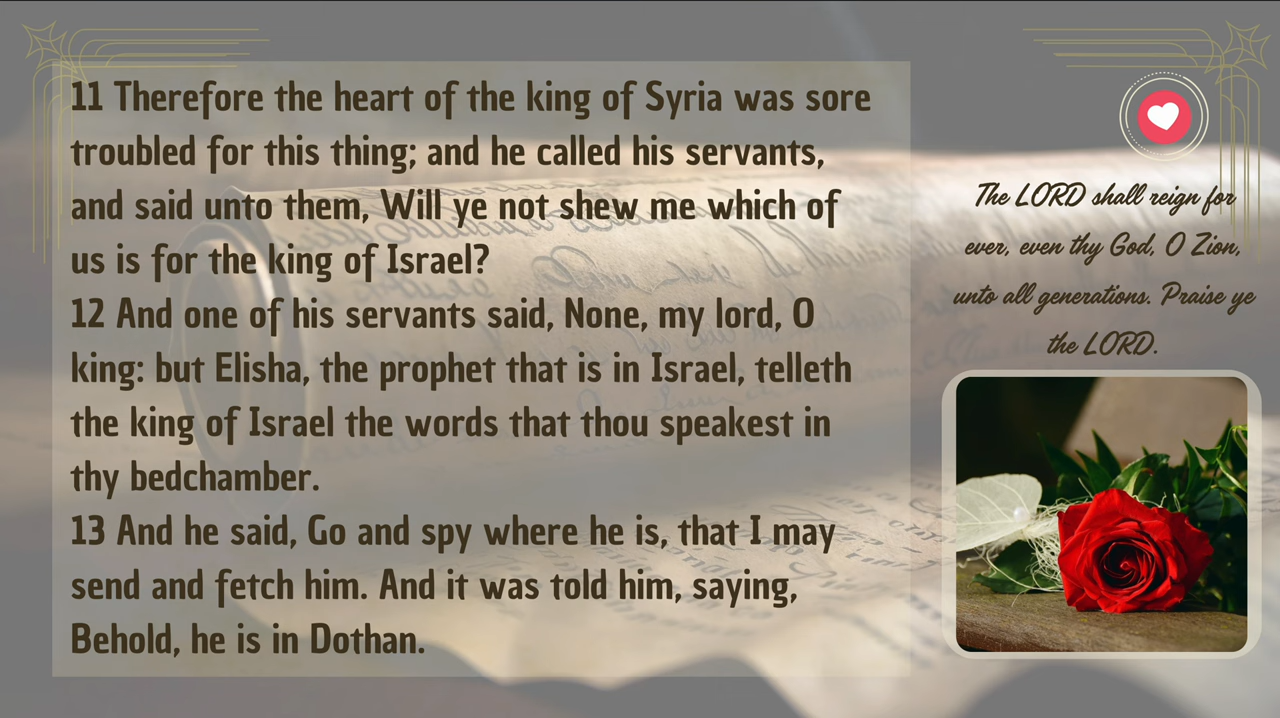 11 Therefore the heart of the king of Syria was sore
troubled for this thing; and he called his servants,
and said unto them, Will ye not shew me which of
us is for the king of Israel?
12 And one of his servants said, None, my lord, O
king: but Elisha, the prophet that is in Israel, telleth
the king of Israel the words that thou speakest in
thy bedchamber.
13 And he said, Go and spy where he is, that I may
send and fetch him. And it was told him, saying,
Behold, he is in Dothan.
The LORD shall reign for
ever, even thy God, O Zion,
unto all generations. Praise ye
the LORD.